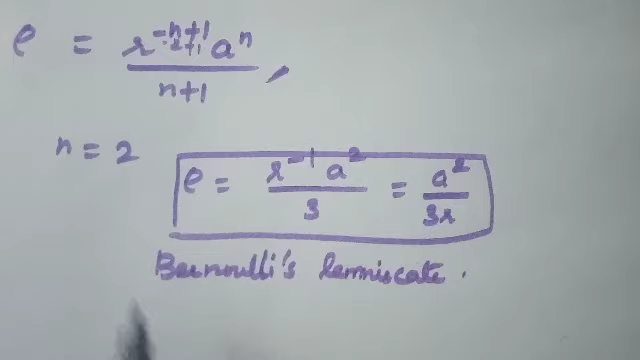 ρ = r^{-n+1} a^n / n+1 ,
n = 2
ρ = r^{-1} a^2 / 3 = a^2 / 3r
Bernoulli's lemniscate .